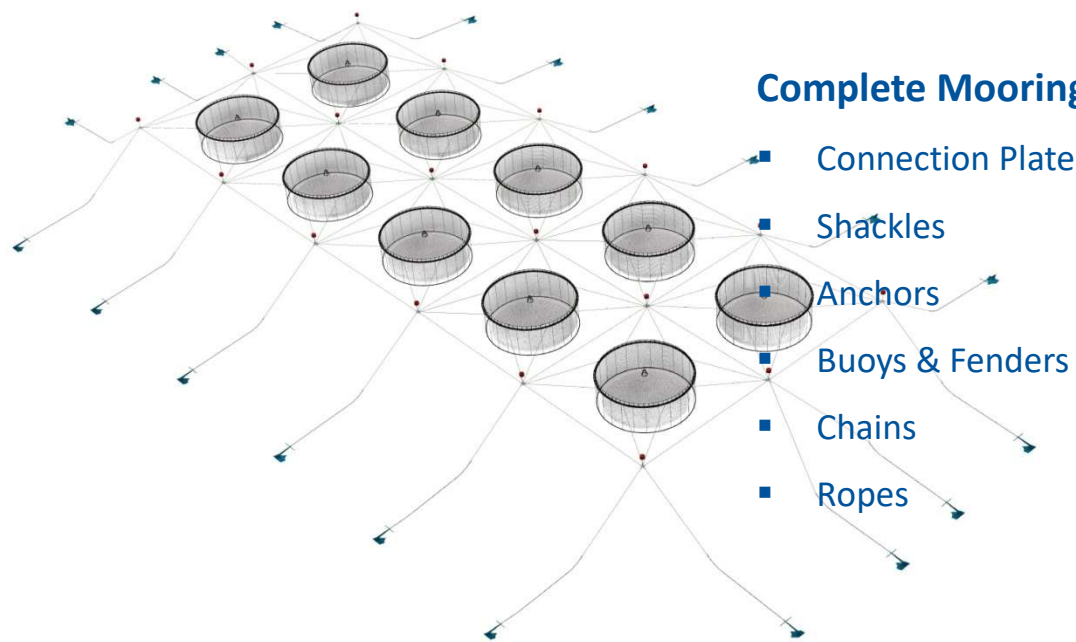 Complete Mooring
▪ Connection Plate
▪ Shackles
▪ Anchors
▪ Buoys & Fenders
▪ Chains
▪ Ropes